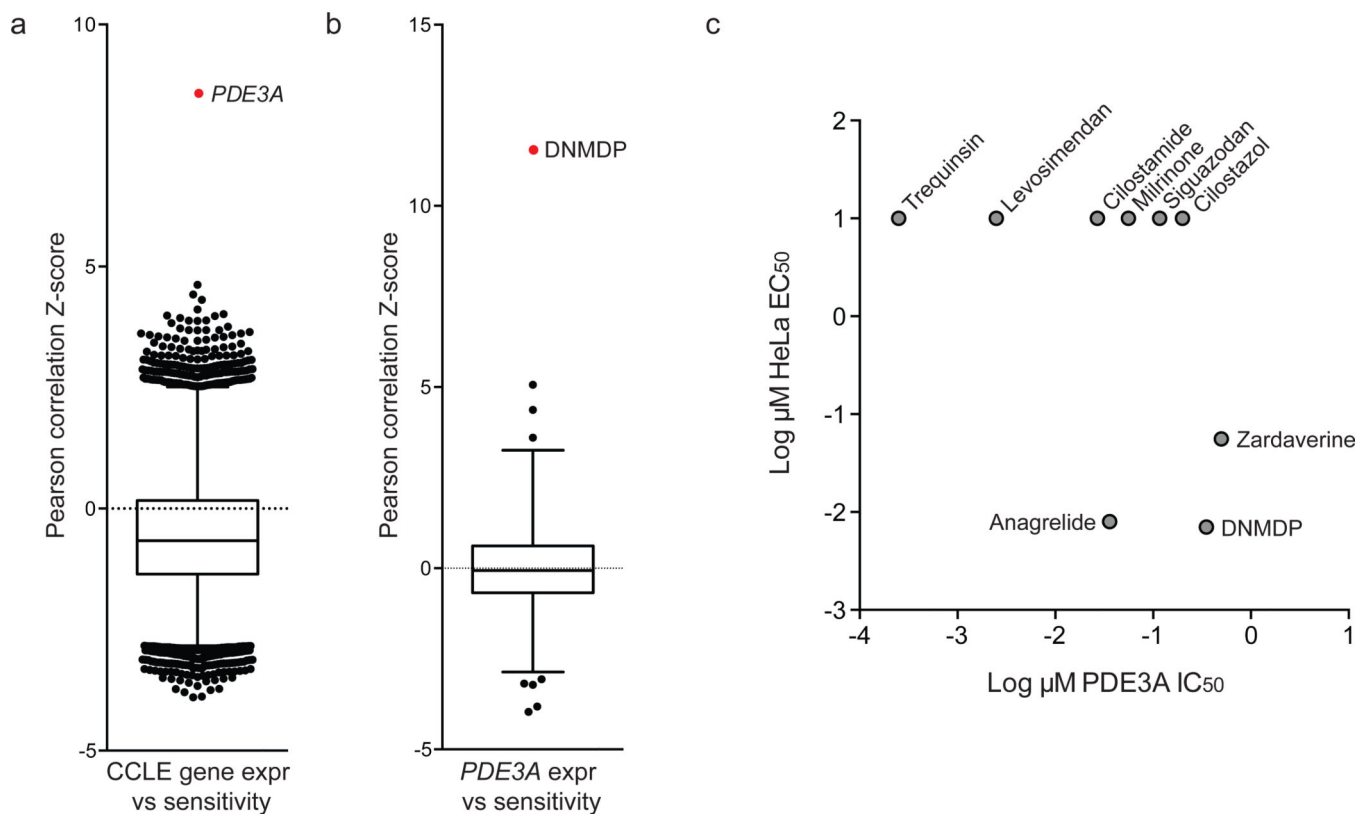 a
10
5
0
-5
Pearson correlation Z-score
PDE3A
CCLE gene expr
vs sensitivity
b
15
10
5
0
-5
Pearson correlation Z-score
DNMDP
PDE3A expr
vs sensitivity
c
2
1
0
-1
-2
-3
Log µM HeLa EC50
Trequinsin
Levosimendan
Cilostamide
Milrinone
Siguazodan
Cilostazol
Zardaverine
Anagrelide
DNMDP
-4 -3 -2 -1 0 1
Log µM PDE3A IC50